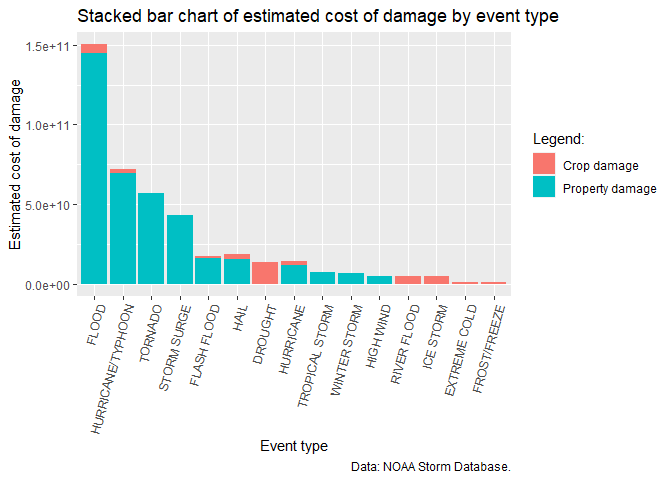 Stacked bar chart of estimated cost of damage by event type
Estimated cost of damage
1.5e+11
1.0e+11
5.0e+10
0.0e+00
FLOOD
HURRICANE/TYPHOON
TORNADO
STORM SURGE
FLASH FLOOD
HAIL
DROUGHT
HURRICANE
TROPICAL STORM
WINTER STORM
HIGH WIND
RIVER FLOOD
ICE STORM
EXTREME COLD
FROST/FREEZE
Event type
Legend:
Crop damage
Property damage
Data: NOAA Storm Database.